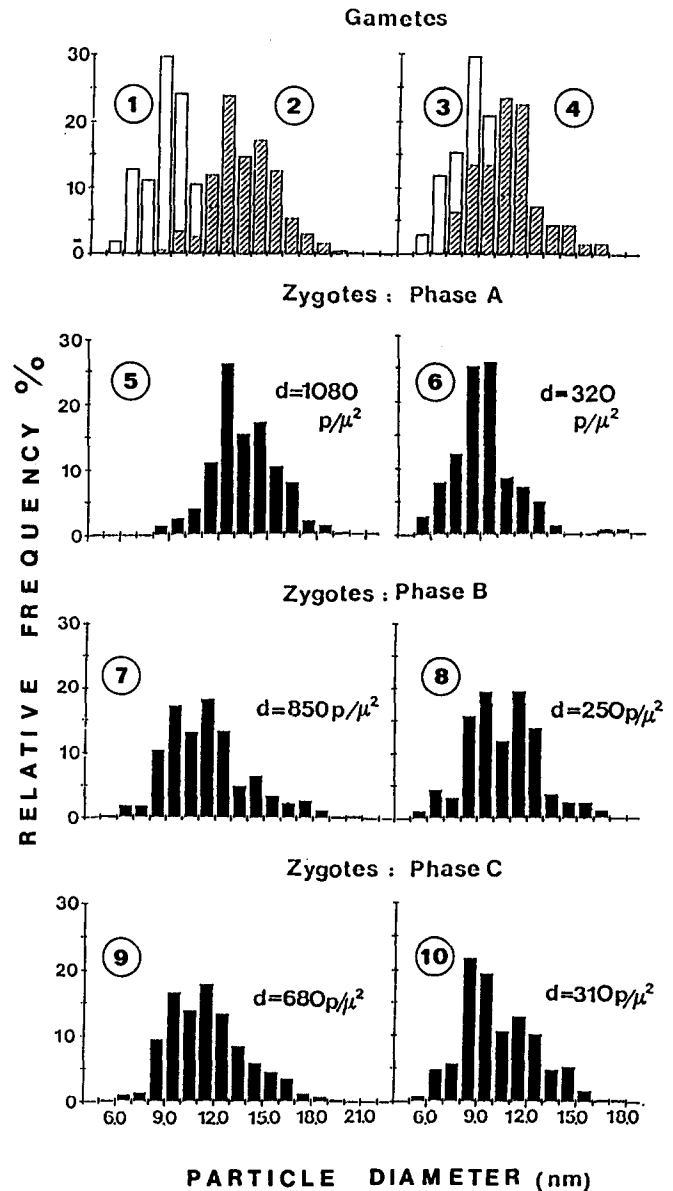 Gametes
30
20
10
0
1
2
3
4
Zygotes : Phase A
30
20
10
0
5
d=1080
p/μ²
6
d=320
p/μ²
Zygotes : Phase B
30
20
10
0
7
d=850p/μ²
8
d=250p/μ²
Zygotes : Phase C
30
20
10
0
9
d=680p/μ²
10
d=310p/μ²
6.0 9.0 12.0 15.0 18.0 21.0
6.0 9.0 12.0 15.0 18.0
RELATIVE FREQUENCY %
PARTICLE DIAMETER (nm)